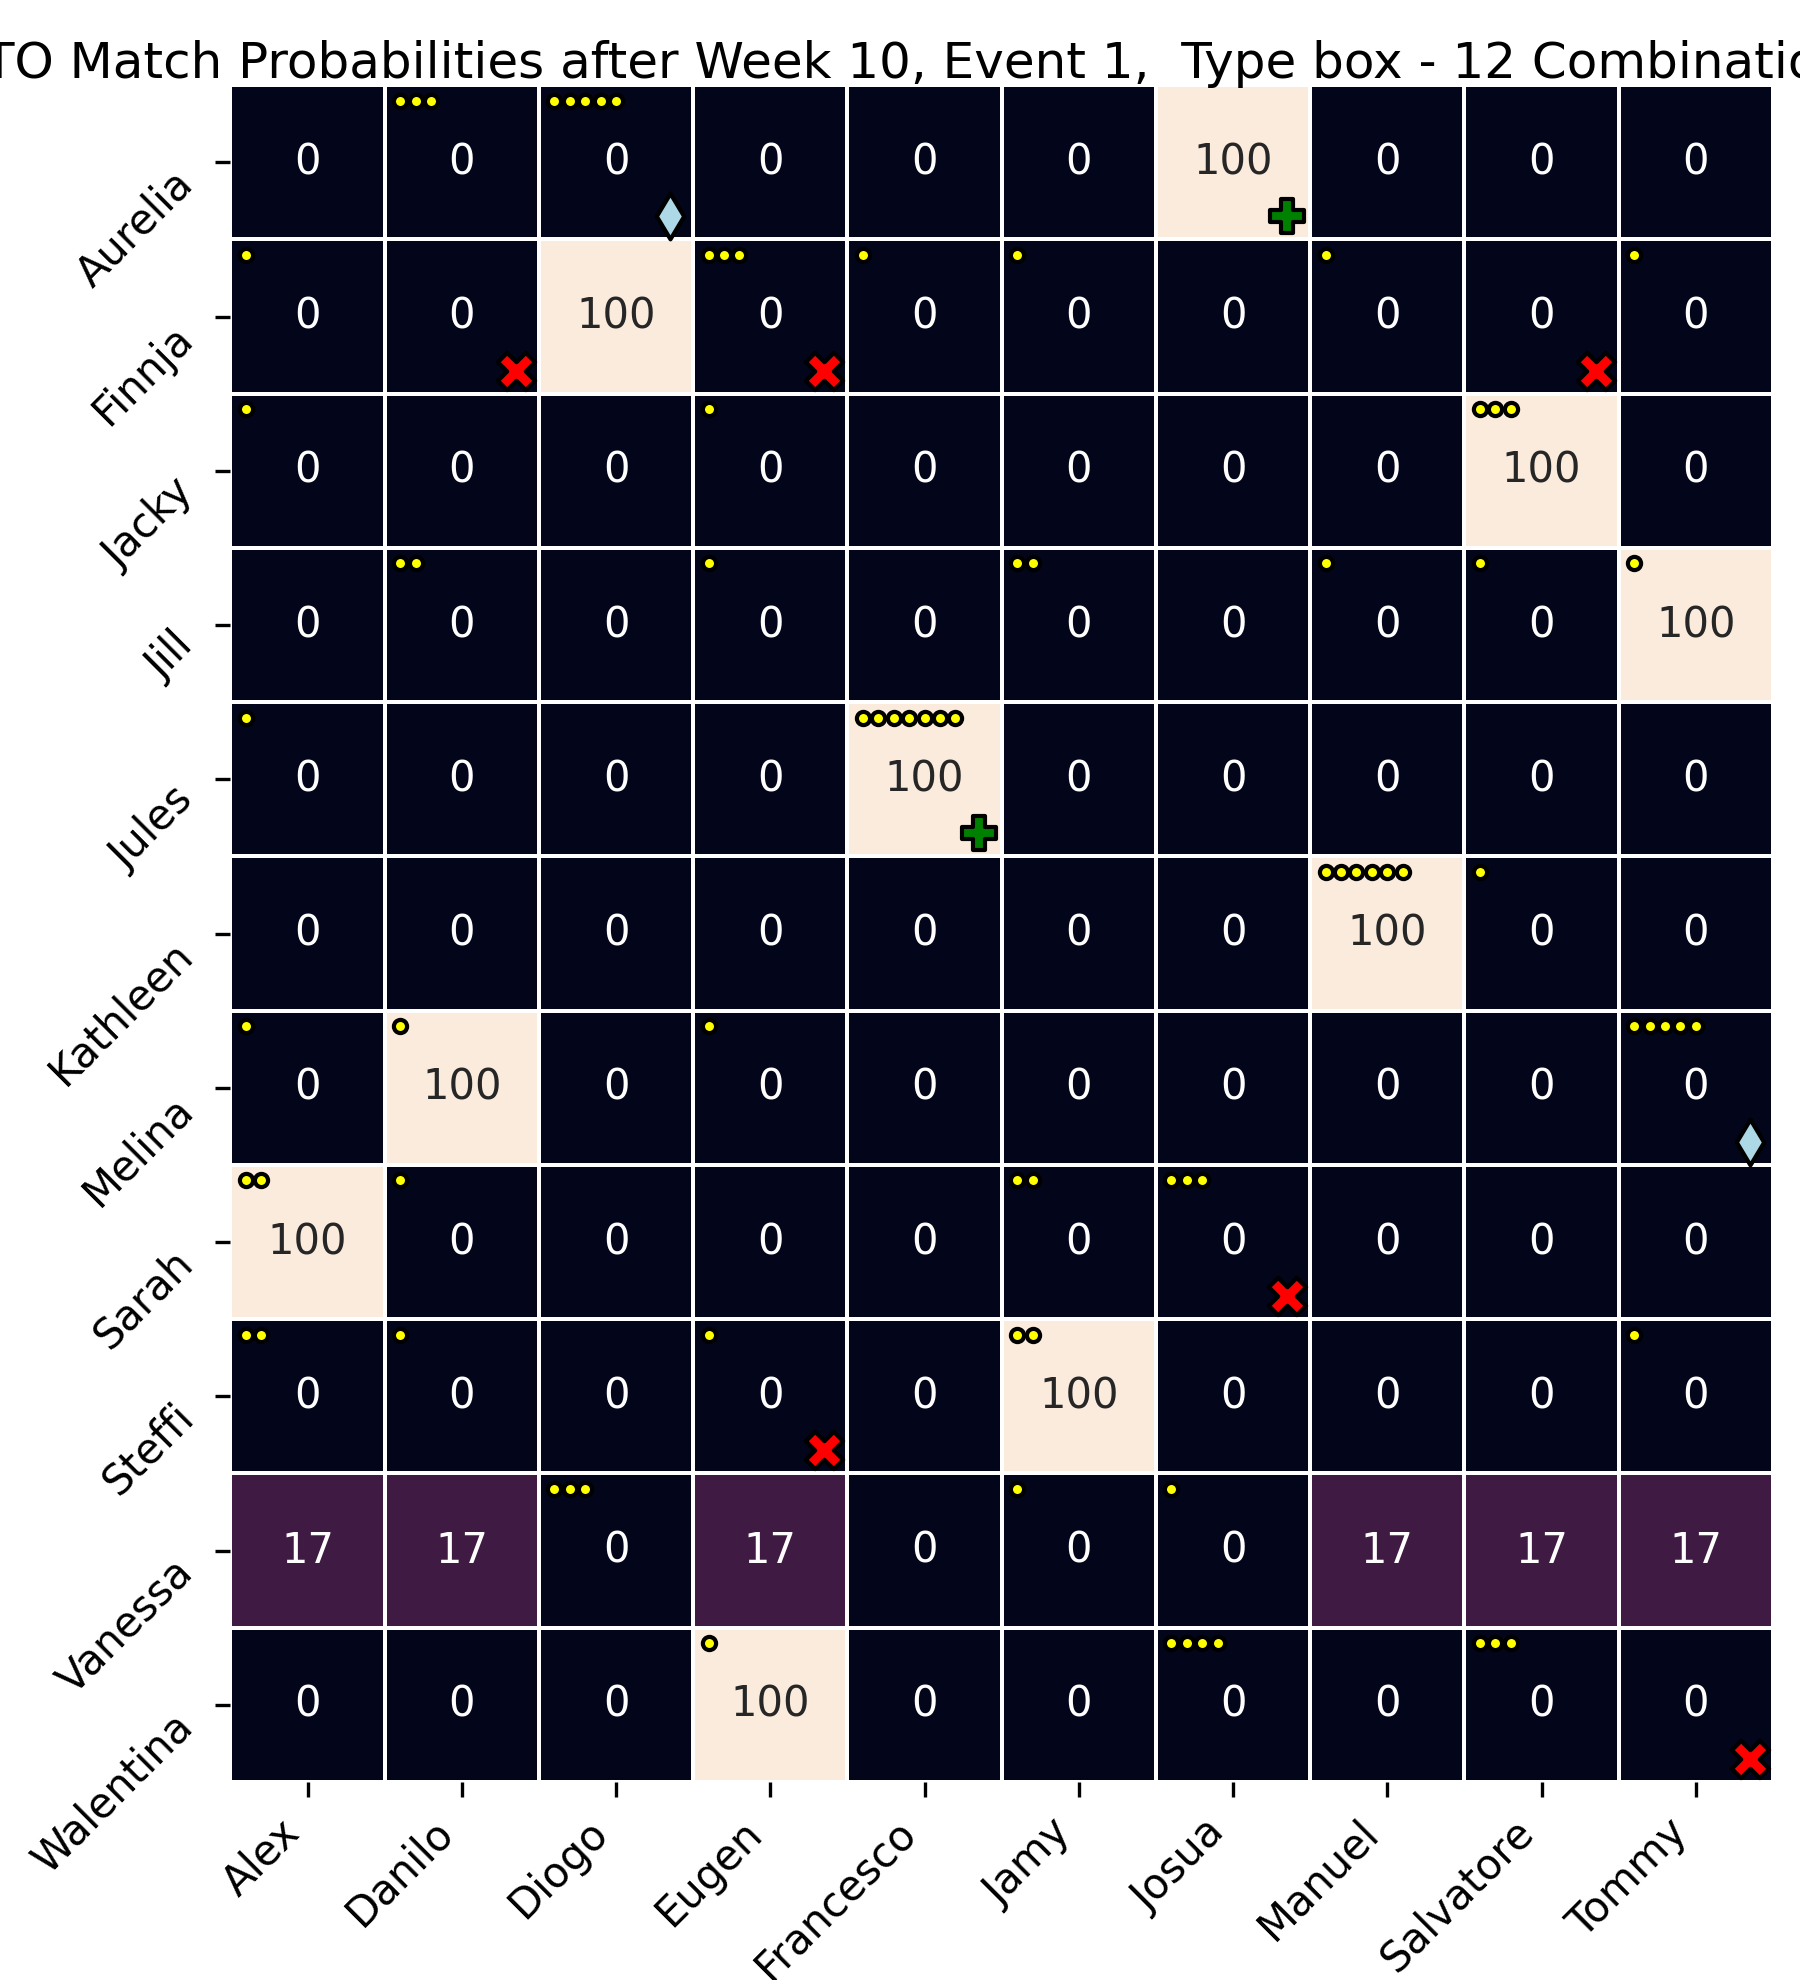 TO Match Probabilities after Week 10, Event 1, Type box - 12 Combinatio
Aurelia 0 0 0 0 0 0 100 0 0 0
Finnja 0 0 100 0 0 0 0 0 0 0
Jacky 0 0 0 0 0 0 0 0 100 0
Jill 0 0 0 0 0 0 0 0 0 100
Jules 0 0 0 0 100 0 0 0 0 0
Kathleen 0 0 0 0 0 0 0 100 0 0
Melina 0 100 0 0 0 0 0 0 0 0
Sarah 100 0 0 0 0 0 0 0 0 0
Steffi 0 0 0 0 0 100 0 0 0 0
Vanessa 17 17 0 17 0 0 0 17 17 17
Walentina 0 0 0 100 0 0 0 0 0 0
Alex Danilo Diogo Eugen Francesco Jamy Josua Manuel Salvatore Tommy